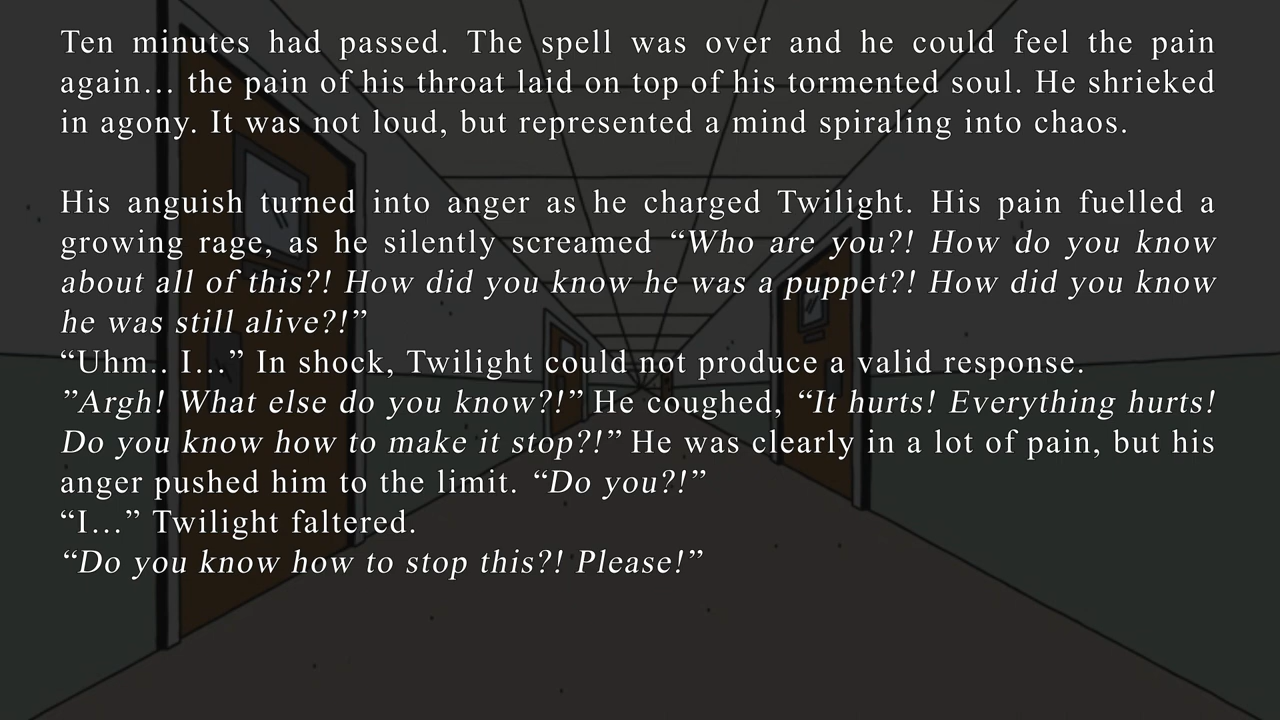 Ten minutes had passed. The spell was over and he could feel the pain
again… the pain of his throat laid on top of his tormented soul. He shrieked
in agony. It was not loud, but represented a mind spiraling into chaos.
His anguish turned into anger as he charged Twilight. His pain fuelled a
growing rage, as he silently screamed “Who are you?! How do you know
about all of this?! How did you know he was a puppet?! How did you know
he was still alive?!”
“Uhm.. I…” In shock, Twilight could not produce a valid response.
”Argh! What else do you know?!” He coughed, “It hurts! Everything hurts!
Do you know how to make it stop?!” He was clearly in a lot of pain, but his
anger pushed him to the limit. “Do you?!”
“I…” Twilight faltered.
“Do you know how to stop this?! Please!”